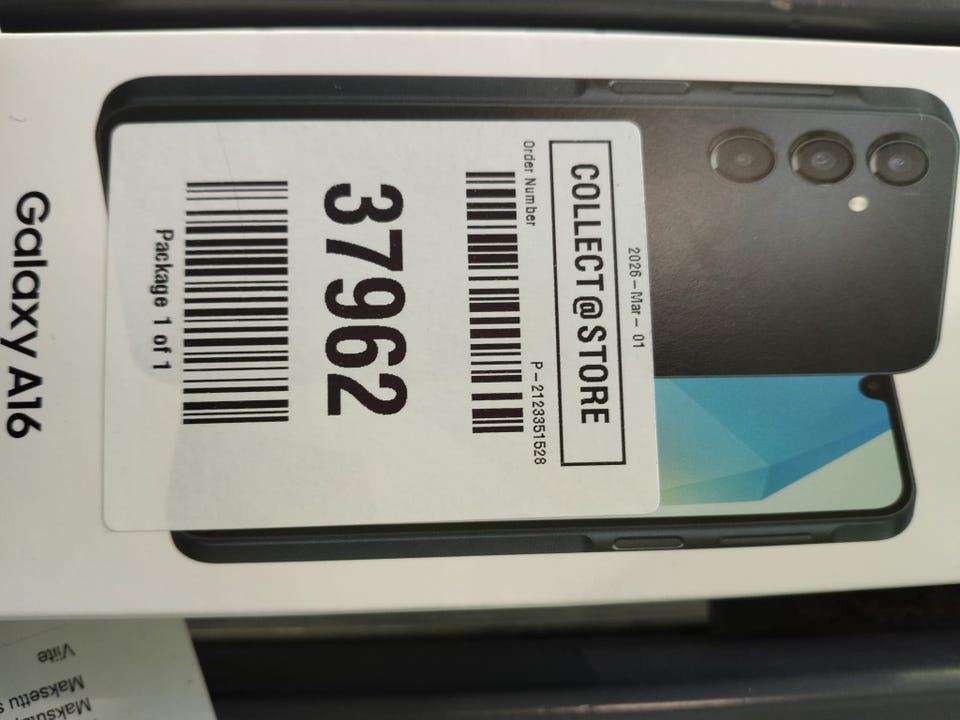 2026-Mar-01
COLLECT@STORE
Order Number
P-2123351528
37962
Package 1 of 1
Galaxy A16
Viite
Maksettu